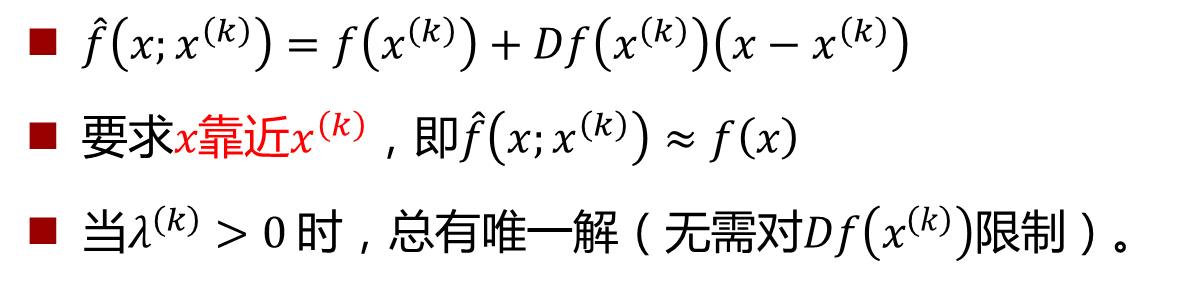 ■ f̂(x; x⁽ᵏ⁾) = f(x⁽ᵏ⁾) + Df(x⁽ᵏ⁾)(x − x⁽ᵏ⁾)
■ 要求x靠近x⁽ᵏ⁾，即f̂(x; x⁽ᵏ⁾) ≈ f(x)
■ 当λ⁽ᵏ⁾ > 0 时，总有唯一解（无需对Df(x⁽ᵏ⁾)限制）。